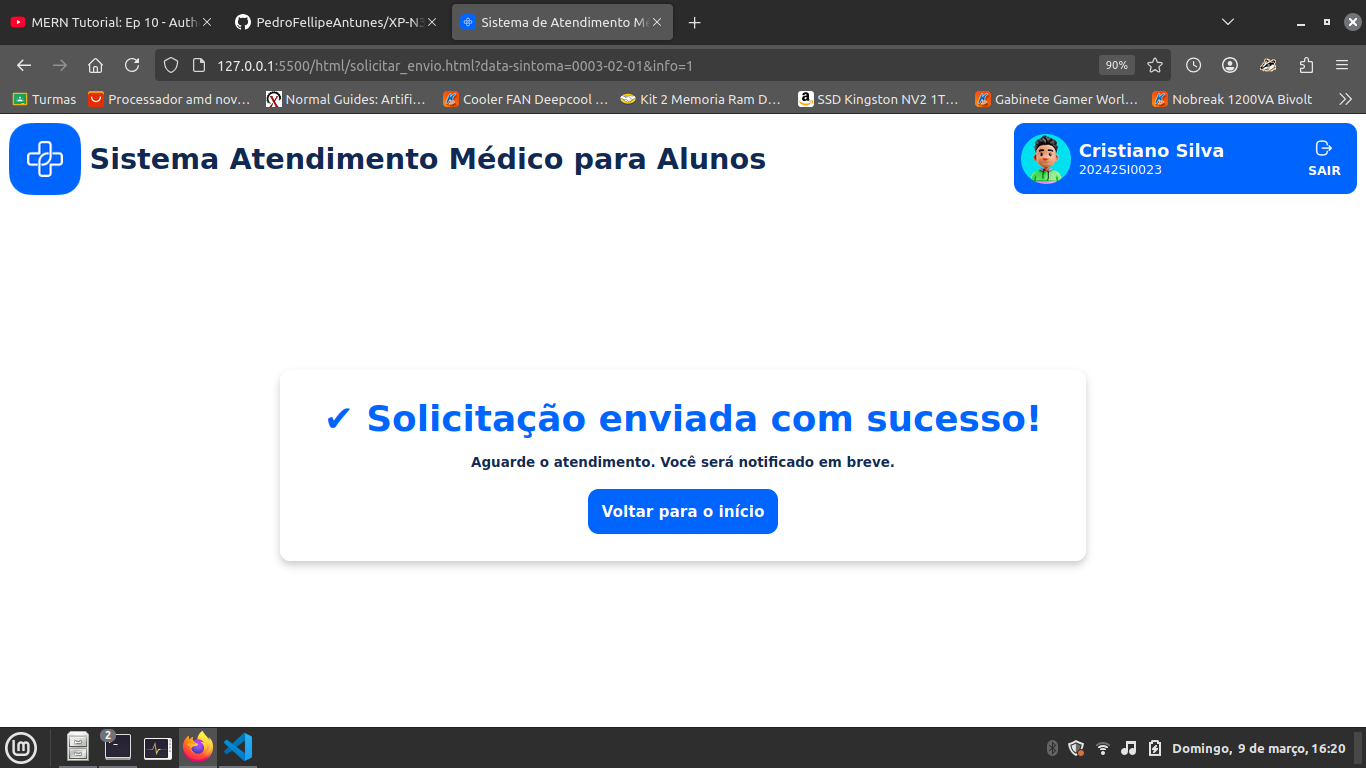 MERN Tutorial: Ep 10 - Auth
PedroFellipeAntunes/XP-N3
Sistema de Atendimento Mé
127.0.0.1:5500/html/solicitar_envio.html?data-sintoma=0003-02-01&info=1
90%
Turmas
Processador amd nov…
Normal Guides: Artifi…
Cooler FAN Deepcool …
Kit 2 Memoria Ram D…
SSD Kingston NV2 1T…
Gabinete Gamer Worl…
Nobreak 1200VA Bivolt
Sistema Atendimento Médico para Alunos
Cristiano Silva
20242SI0023
SAIR
✔ Solicitação enviada com sucesso!
Aguarde o atendimento. Você será notificado em breve.
Voltar para o início
2
Domingo, 9 de março, 16:20